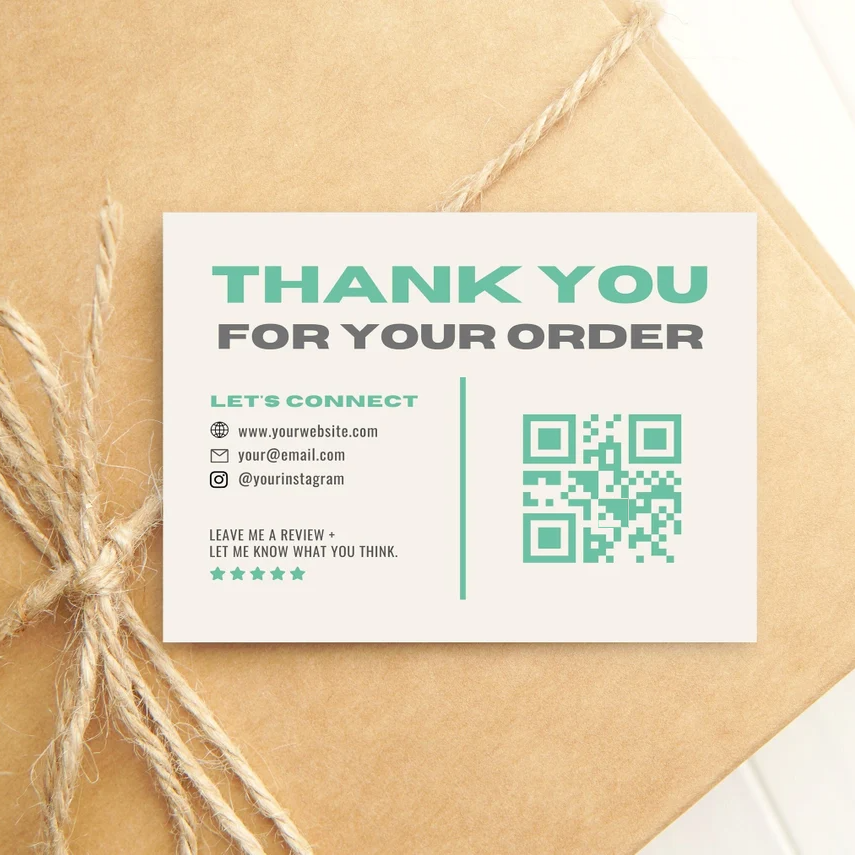 THANK YOU
FOR YOUR ORDER
LET'S CONNECT
www.yourwebsite.com
your@email.com
@yourinstagram
LEAVE ME A REVIEW +
LET ME KNOW WHAT YOU THINK.